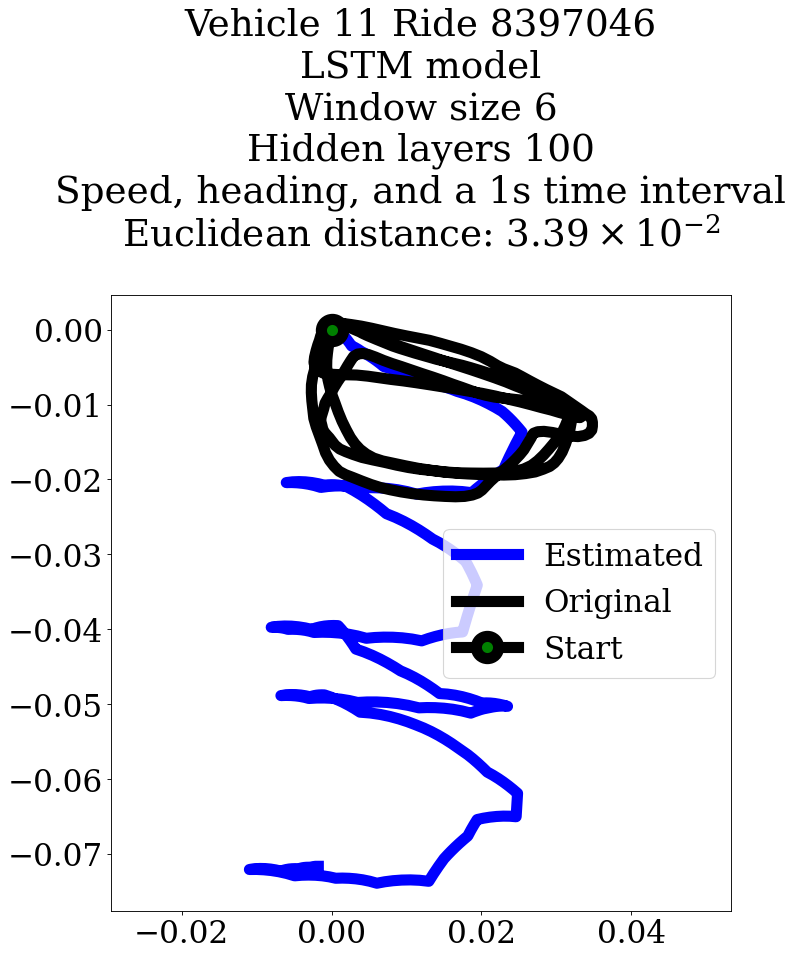 Vehicle 11 Ride 8397046
LSTM model
Window size 6
Hidden layers 100
Speed, heading, and a 1s time interval
Euclidean distance: 3.39 × 10⁻²
0.00
−0.01
−0.02
−0.03
−0.04
−0.05
−0.06
−0.07
Estimated
Original
Start
−0.02
0.00
0.02
0.04